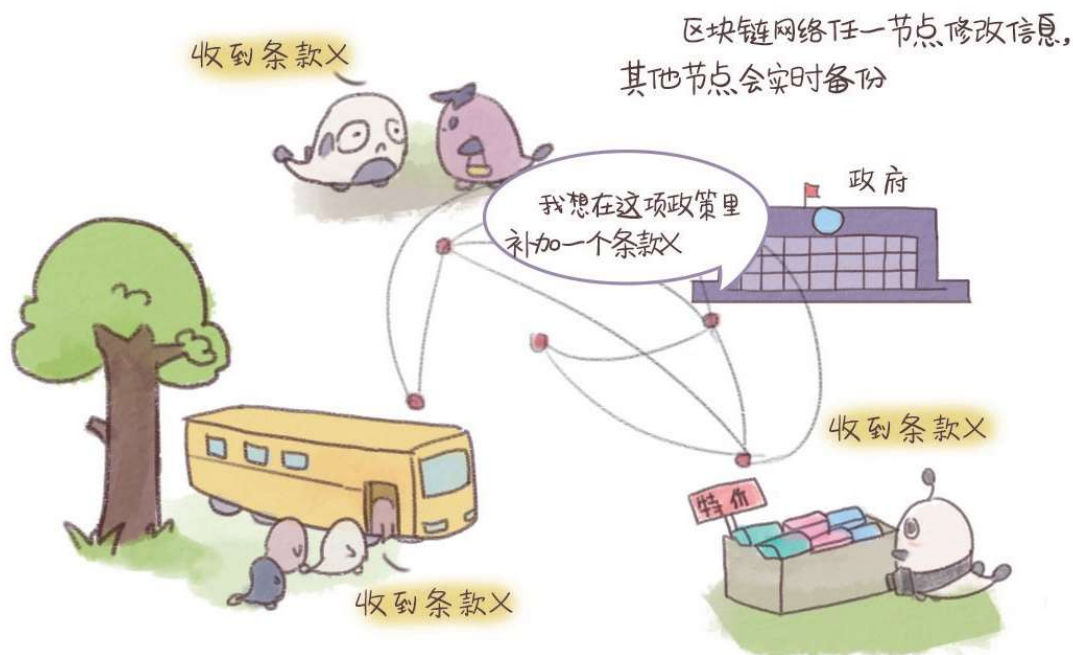 区块链网络任一节点修改信息,
其他节点会实时备份
收到条款X
政府
我想在这项政策里
补加一个条款X
收到条款X
特价
收到条款X